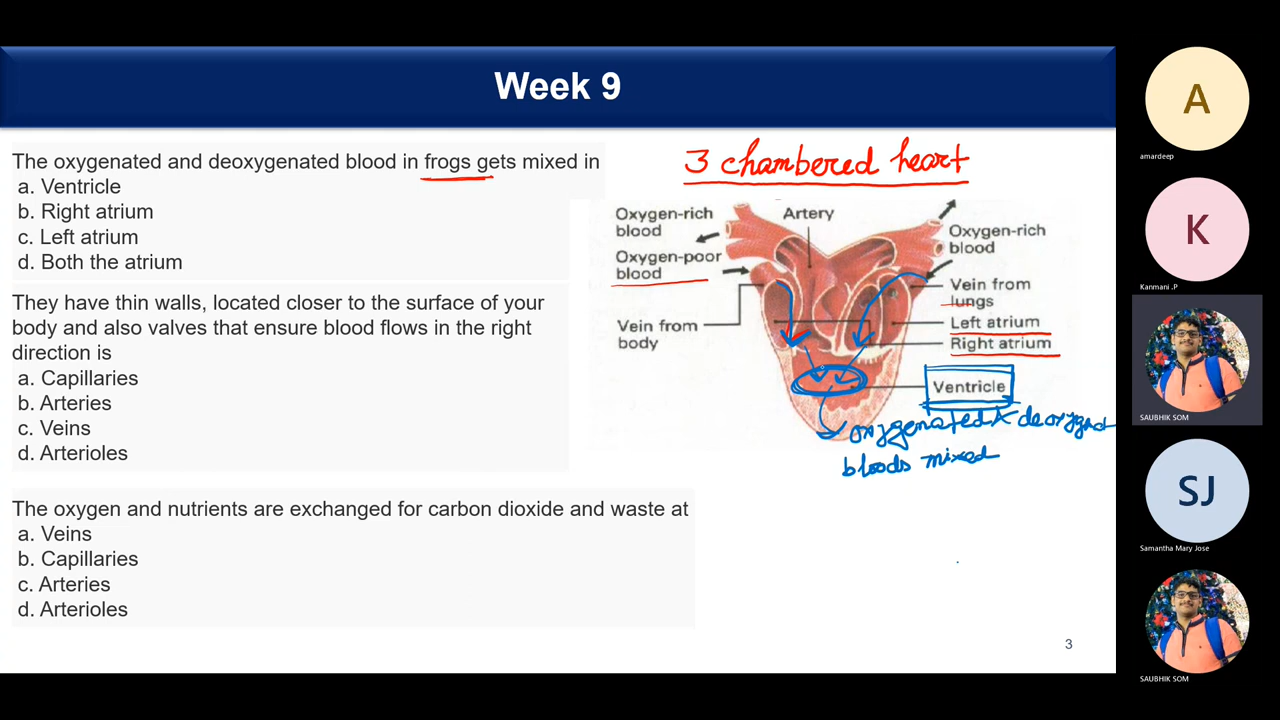 Week 9
The oxygenated and deoxygenated blood in frogs gets mixed in
a. Ventricle
b. Right atrium
c. Left atrium
d. Both the atrium
They have thin walls, located closer to the surface of your
body and also valves that ensure blood flows in the right
direction is
a. Capillaries
b. Arteries
c. Veins
d. Arterioles
The oxygen and nutrients are exchanged for carbon dioxide and waste at
a. Veins
b. Capillaries
c. Arteries
d. Arterioles
3 chambered heart
Oxygen-rich
blood
Artery
Oxygen-rich
blood
Oxygen-poor
blood
Vein from
lungs
Vein from
body
Left atrium
Right atrium
Ventricle
oxygenated & deoxygnat
bloods mixed
3
A
amardeep
K
Kanmani .P
SAUBHIK SOM
SJ
Samantha Mary Jose
SAUBHIK SOM